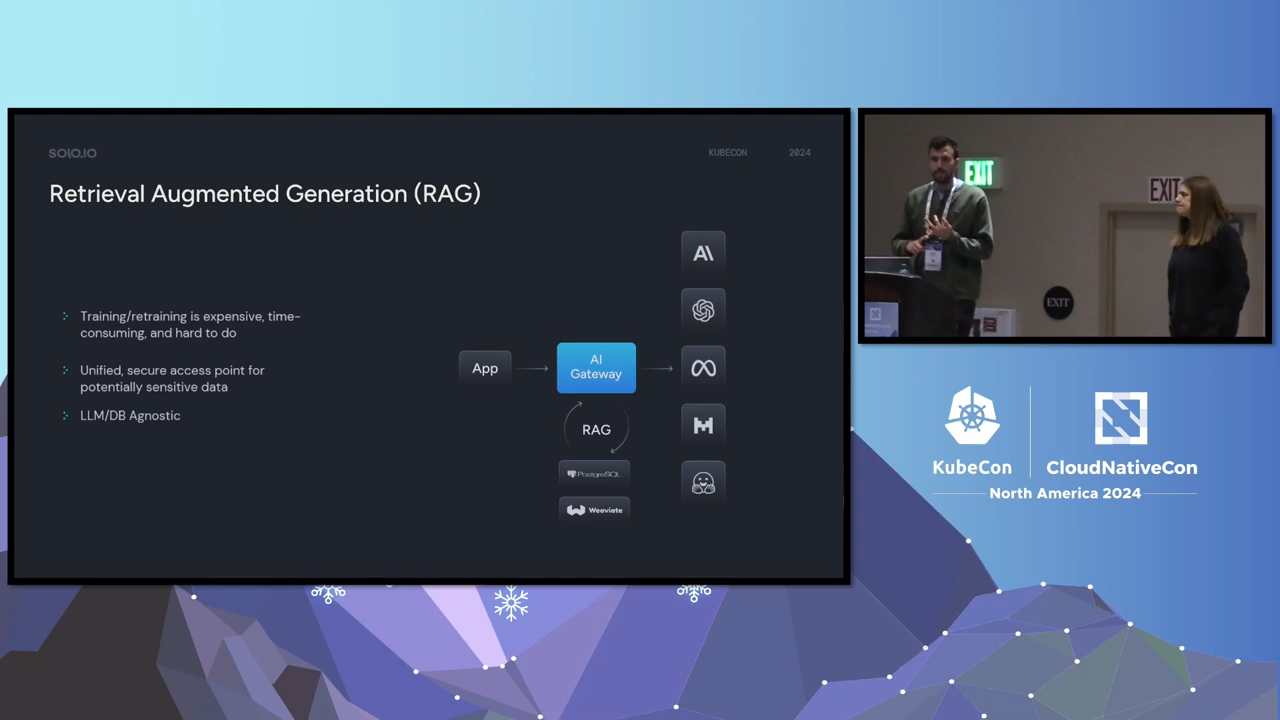 SOLO.IO
KUBECON 2024
Retrieval Augmented Generation (RAG)
Training/retraining is expensive, time-
consuming, and hard to do
Unified, secure access point for
potentially sensitive data
LLM/DB Agnostic
App
AI
Gateway
RAG
PostgreSQL
Weaviate
EXIT
EXIT
EXIT
KubeCon
CloudNativeCon
North America 2024